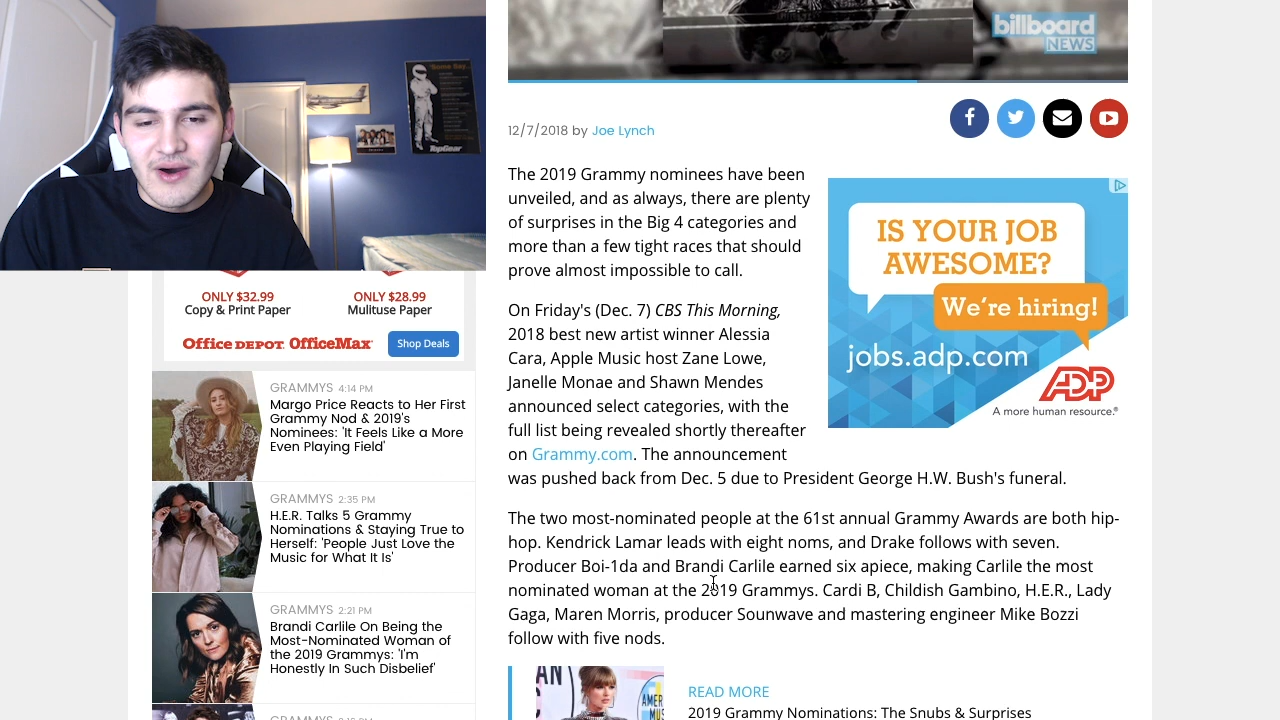 "Some Say...
TopGear
billboard
NEWS
12/7/2018 by Joe Lynch
The 2019 Grammy nominees have been
unveiled, and as always, there are plenty
of surprises in the Big 4 categories and
more than a few tight races that should
prove almost impossible to call.
On Friday's (Dec. 7) CBS This Morning,
2018 best new artist winner Alessia
Cara, Apple Music host Zane Lowe,
Janelle Monae and Shawn Mendes
announced select categories, with the
full list being revealed shortly thereafter
on Grammy.com. The announcement
was pushed back from Dec. 5 due to President George H.W. Bush's funeral.
The two most-nominated people at the 61st annual Grammy Awards are both hip-
hop. Kendrick Lamar leads with eight noms, and Drake follows with seven.
Producer Boi-1da and Brandi Carlile earned six apiece, making Carlile the most
nominated woman at the 2019 Grammys. Cardi B, Childish Gambino, H.E.R., Lady
Gaga, Maren Morris, producer Sounwave and mastering engineer Mike Bozzi
follow with five nods.
READ MORE
2019 Grammy Nominations: The Snubs & Surprises
IS YOUR JOB
AWESOME?
We're hiring!
jobs.adp.com
ADP
A more human resource.®
ONLY $32.99
Copy & Print Paper
ONLY $28.99
Mulituse Paper
Office DEPOT OfficeMax
Shop Deals
GRAMMYS 4:14 PM
Margo Price Reacts to Her First
Grammy Nod & 2019's
Nominees: 'It Feels Like a More
Even Playing Field'
GRAMMYS 2:35 PM
H.E.R. Talks 5 Grammy
Nominations & Staying True to
Herself: 'People Just Love the
Music for What It Is'
GRAMMYS 2:21 PM
Brandi Carlile On Being the
Most-Nominated Woman of
the 2019 Grammys: 'I'm
Honestly In Such Disbelief'